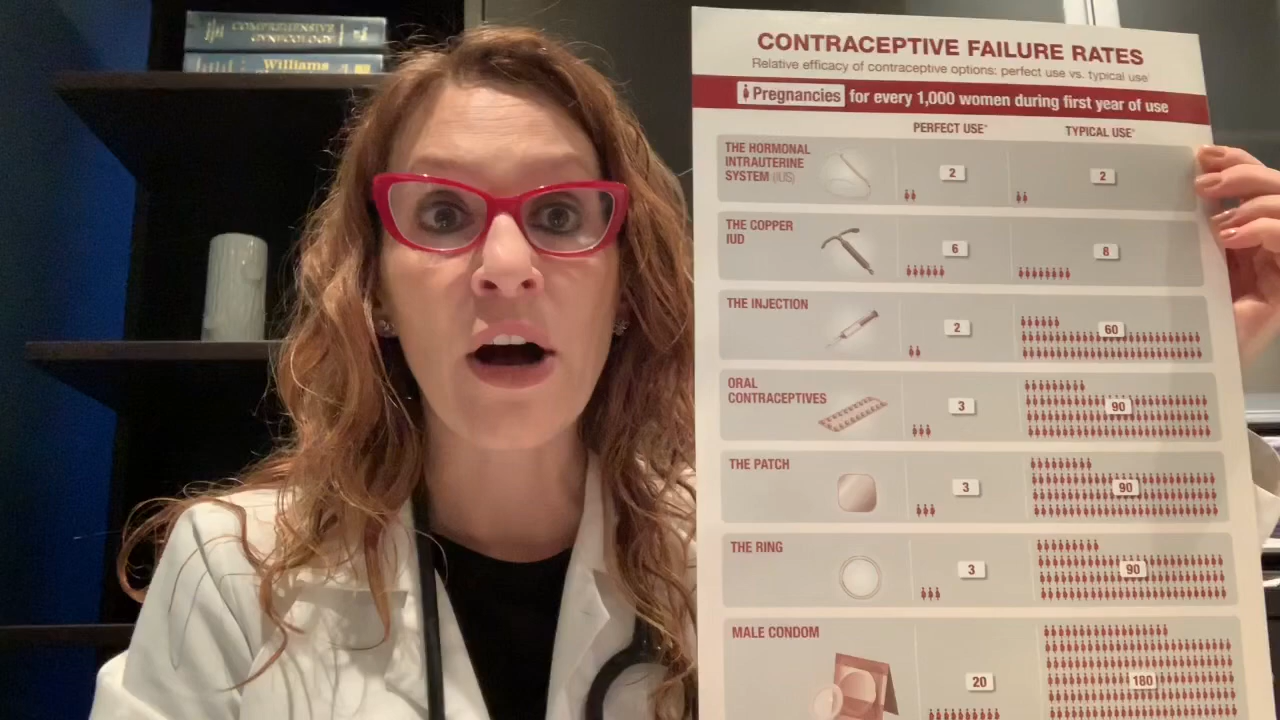 COMPREHENSIVE
GYNECOLOGY
Williams
CONTRACEPTIVE FAILURE RATES
Relative efficacy of contraceptive options: perfect use vs. typical use
Pregnancies for every 1,000 women during first year of use
PERFECT USE* TYPICAL USE*
THE HORMONAL
INTRAUTERINE
SYSTEM (IUS)
2 2
THE COPPER
IUD
6 8
THE INJECTION
2 60
ORAL
CONTRACEPTIVES
3 90
THE PATCH
3 90
THE RING
3 90
MALE CONDOM
20 180